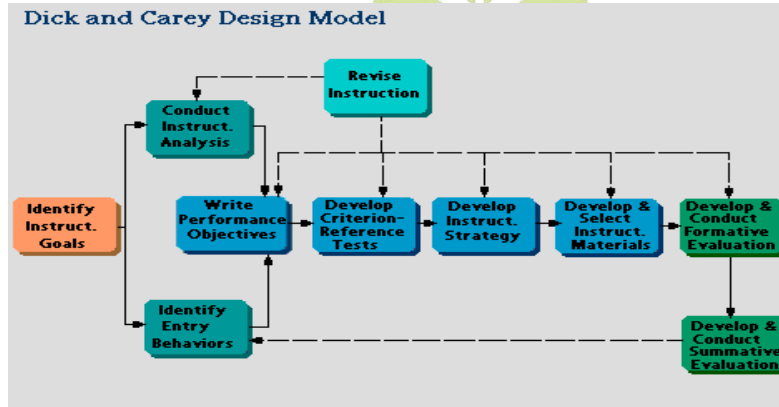 Dick and Carey Design Model
Revise
Instruction
Conduct
Instruct.
Analysis
Identify
Instruct.
Goals
Write
Performance
Objectives
Develop
Criterion-
Reference
Tests
Develop
Instruct.
Strategy
Develop &
Select
Instruct.
Materials
Develop &
Conduct
Formative
Evaluation
Identify
Entry
Behaviors
Develop &
Conduct
Summative
Evaluation